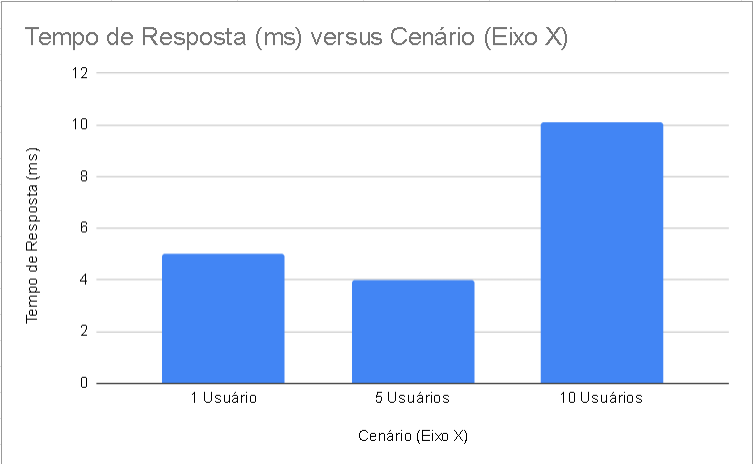 Tempo de Resposta (ms) versus Cenário (Eixo X)
12
10
8
6
4
2
0
Tempo de Resposta (ms)
1 Usuário
5 Usuários
10 Usuários
Cenário (Eixo X)